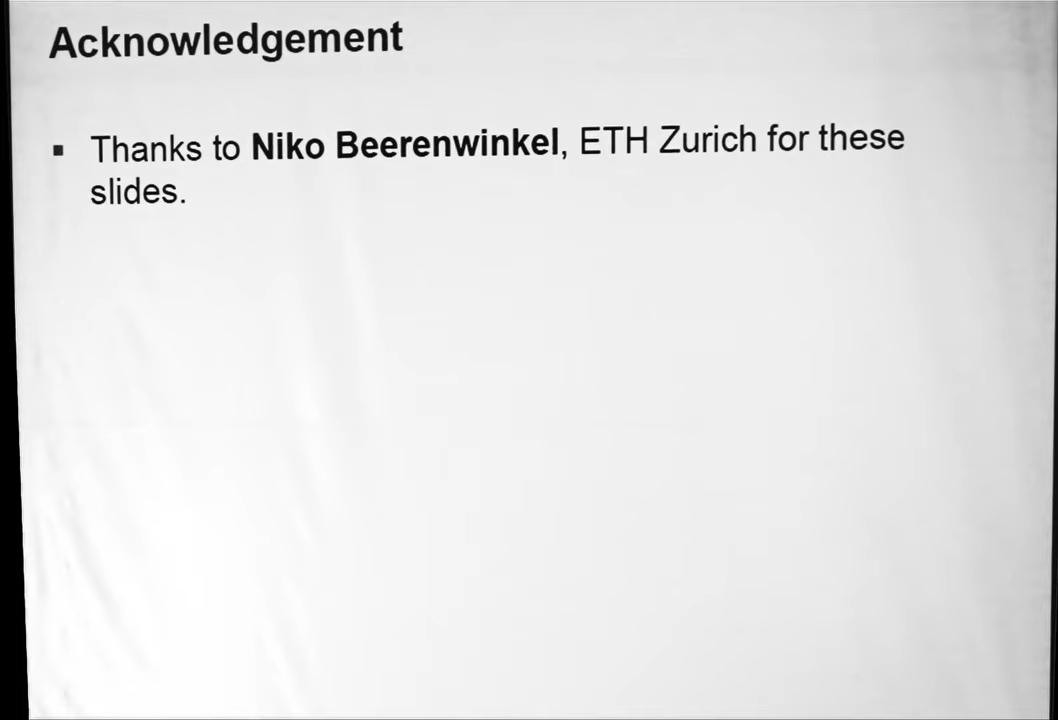 Acknowledgement
▪ Thanks to Niko Beerenwinkel, ETH Zurich for these
slides.